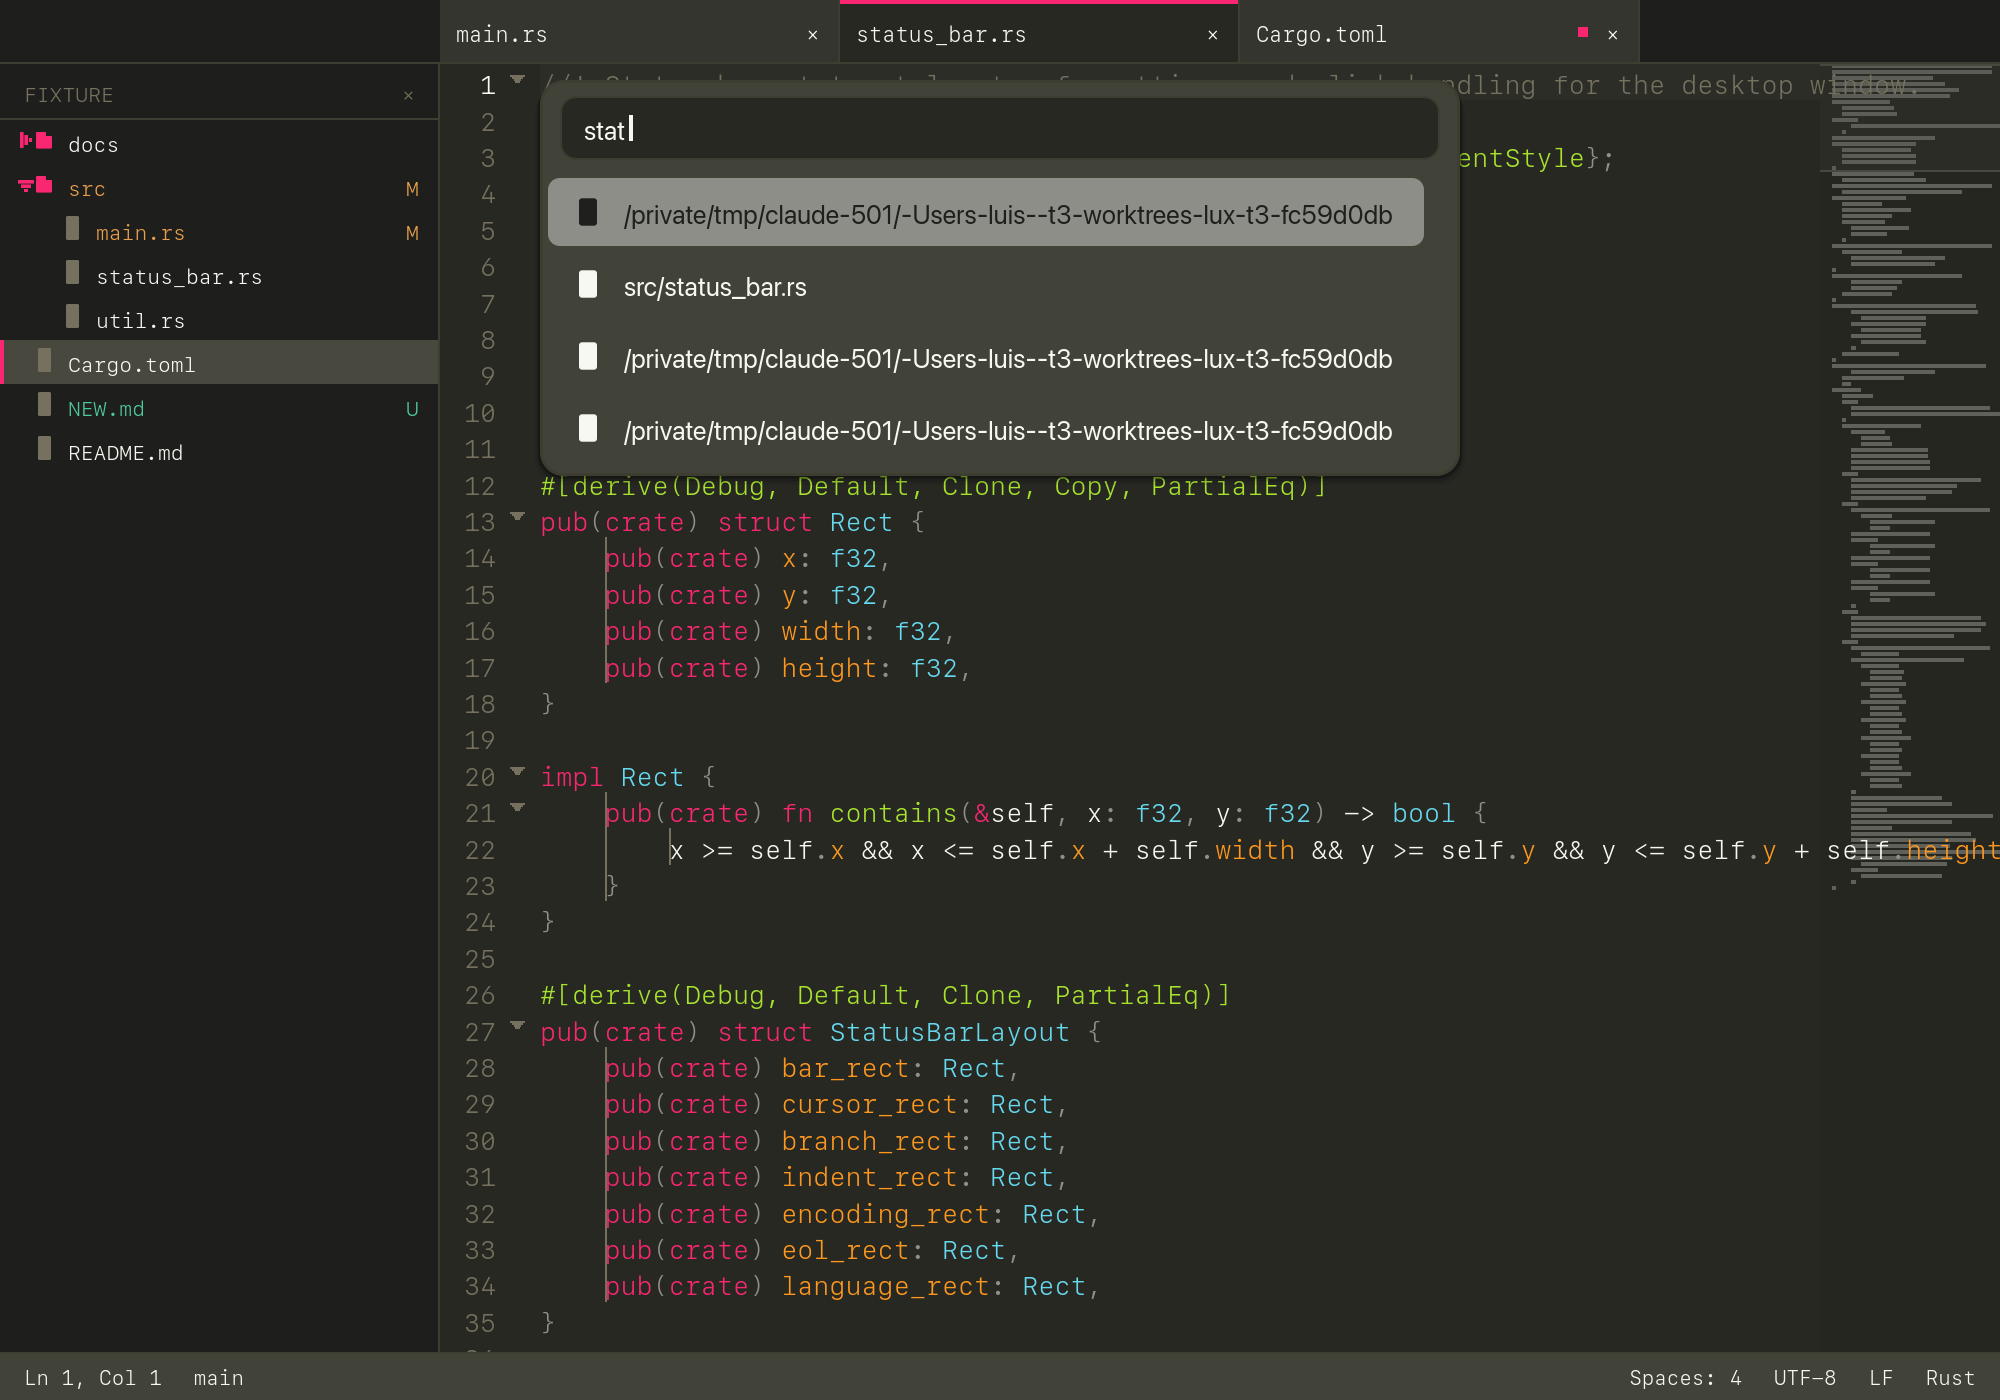 main.rs ×
status_bar.rs ×
Cargo.toml ×
FIXTURE ×
docs
src M
main.rs M
status_bar.rs
util.rs
Cargo.toml
NEW.md U
README.md
stat
/private/tmp/claude-501/-Users-luis--t3-worktrees-lux-t3-fc59d0db
src/status_bar.rs
/private/tmp/claude-501/-Users-luis--t3-worktrees-lux-t3-fc59d0db
/private/tmp/claude-501/-Users-luis--t3-worktrees-lux-t3-fc59d0db
1 for the desktop window.
2
3 entStyle};
4
5
6
7
8
9
10
11
12 #[derive(Debug, Default, Clone, Copy, PartialEq)]
13 pub(crate) struct Rect {
14 pub(crate) x: f32,
15 pub(crate) y: f32,
16 pub(crate) width: f32,
17 pub(crate) height: f32,
18 }
19
20 impl Rect {
21 pub(crate) fn contains(&self, x: f32, y: f32) -> bool {
22 x >= self.x && x <= self.x + self.width && y >= self.y && y <= self.y + self.height
23 }
24 }
25
26 #[derive(Debug, Default, Clone, PartialEq)]
27 pub(crate) struct StatusBarLayout {
28 pub(crate) bar_rect: Rect,
29 pub(crate) cursor_rect: Rect,
30 pub(crate) branch_rect: Rect,
31 pub(crate) indent_rect: Rect,
32 pub(crate) encoding_rect: Rect,
33 pub(crate) eol_rect: Rect,
34 pub(crate) language_rect: Rect,
35 }
Ln 1, Col 1 main Spaces: 4 UTF-8 LF Rust